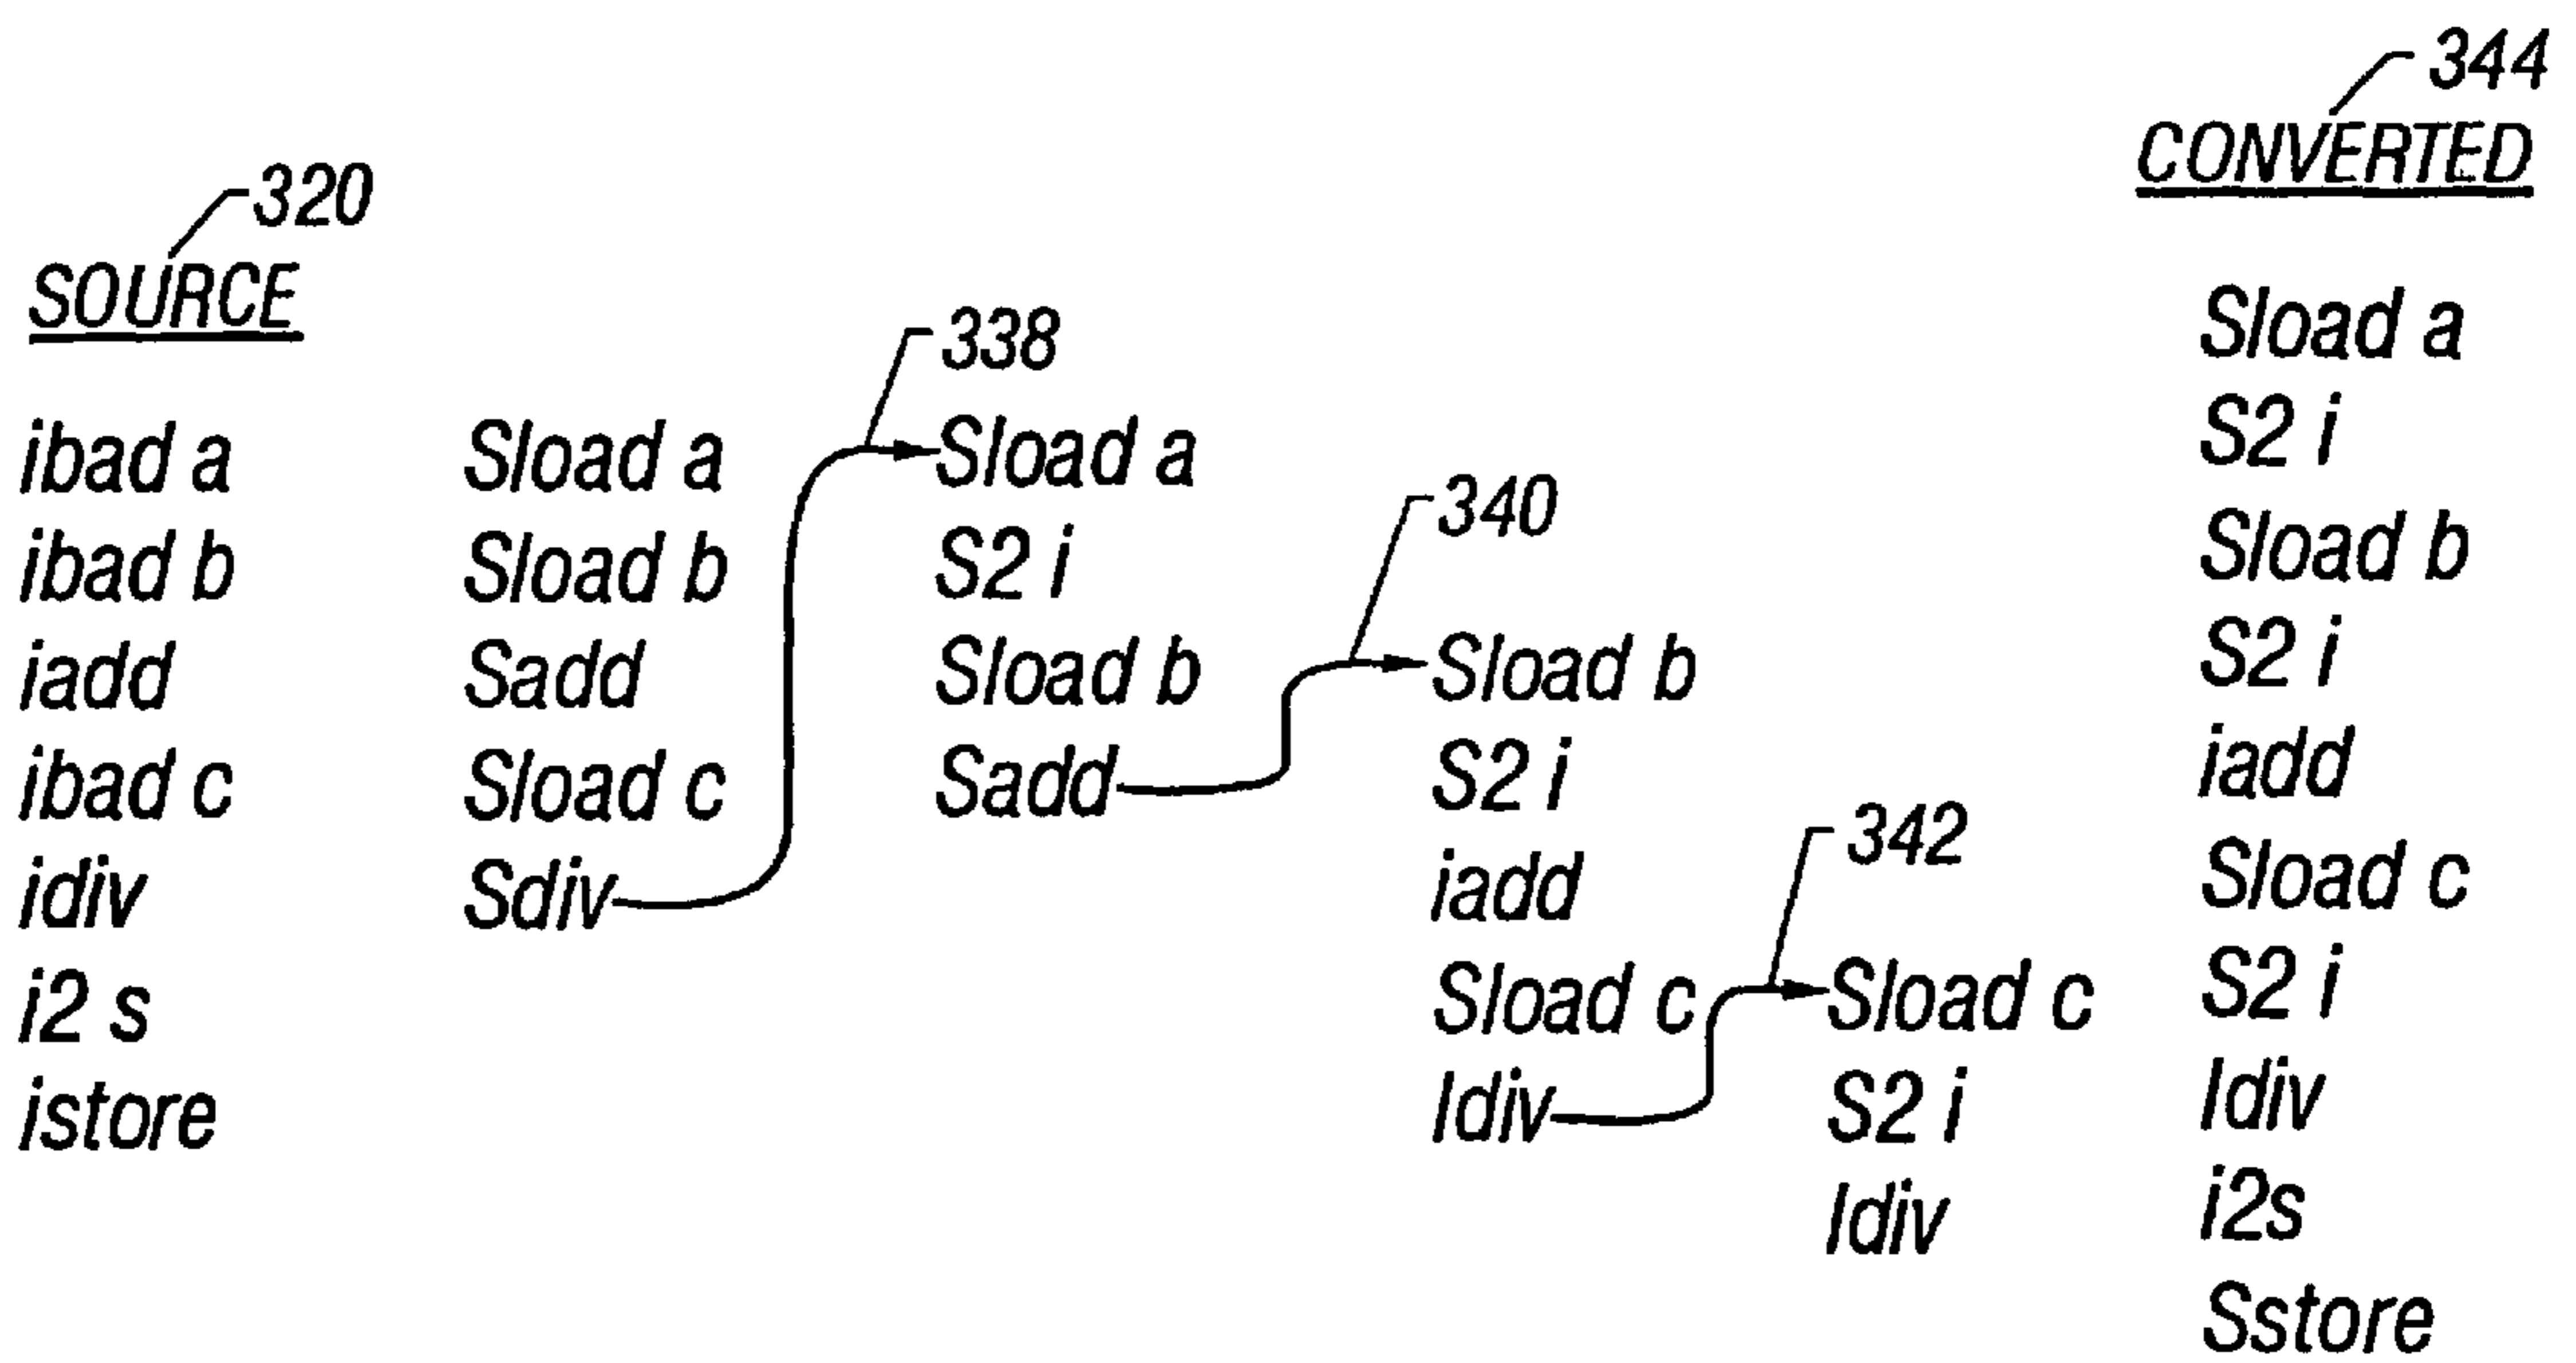 320
SOURCE
ibad a
ibad b
iadd
ibad c
idiv
i2 s
istore
Sload a
Sload b
Sadd
Sload c
Sdiv
338
Sload a
S2 i
Sload b
Sadd
340
Sload b
S2 i
iadd
Sload c
Idiv
342
Sload c
S2 i
Idiv
344
CONVERTED
Sload a
S2 i
Sload b
S2 i
iadd
Sload c
S2 i
Idiv
i2s
Sstore